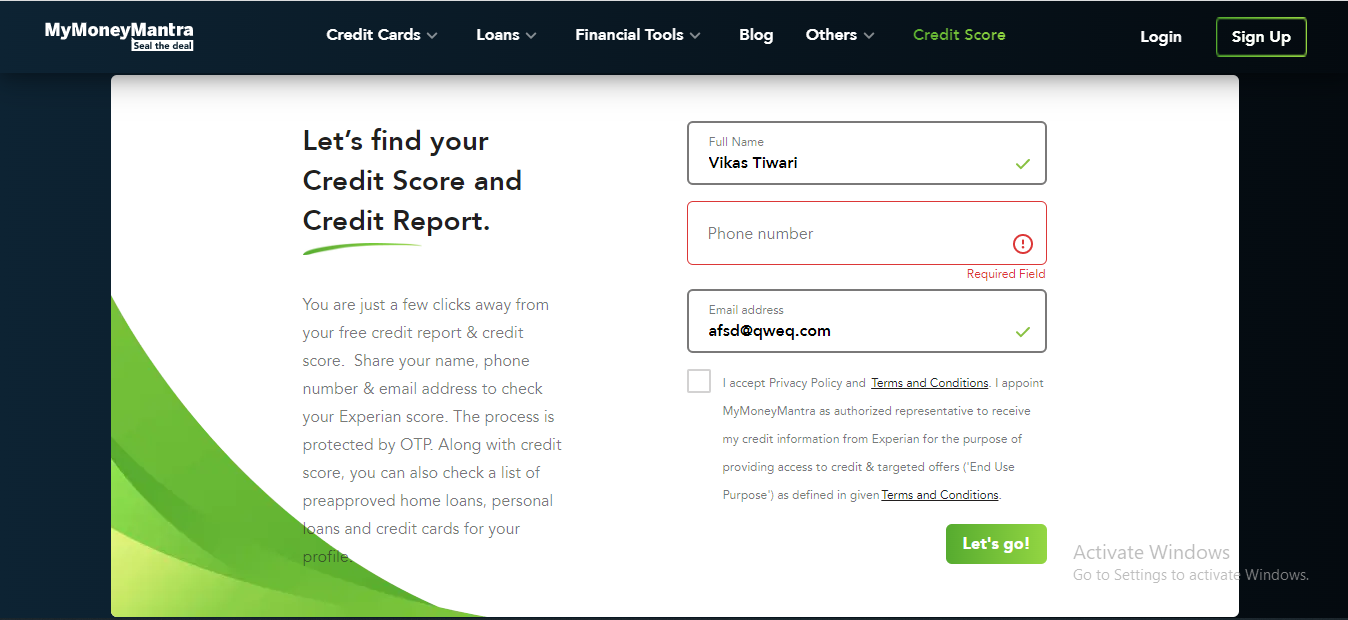 MyMoneyMantra
Seal the deal
Credit Cards
Loans
Financial Tools
Blog
Others
Credit Score
Login
Sign Up
Let's find your
Credit Score and
Credit Report.
You are just a few clicks away from
your free credit report & credit
score. Share your name, phone
number & email address to check
your Experian score. The process is
protected by OTP. Along with credit
score, you can also check a list of
preapproved home loans, personal
loans and credit cards for your
profile.
Full Name
Vikas Tiwari
Phone number
Required Field
Email address
afsd@qweq.com
I accept Privacy Policy and Terms and Conditions. I appoint
MyMoneyMantra as authorized representative to receive
my credit information from Experian for the purpose of
providing access to credit & targeted offers ('End Use
Purpose') as defined in given Terms and Conditions.
Let's go!
Activate Windows
Go to Settings to activate Windows.